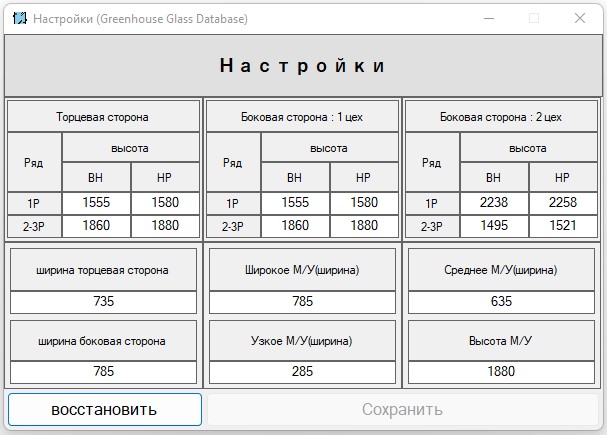 Настройки (Greenhouse Glass Database)
Настройки
Торцевая сторона
Ряд
высота
ВН
НР
1Р
1555
1580
2-3Р
1860
1880
Боковая сторона : 1 цех
Ряд
высота
ВН
НР
1Р
1555
1580
2-3Р
1860
1880
Боковая сторона : 2 цех
Ряд
высота
ВН
НР
1Р
2238
2258
2-3Р
1495
1521
ширина торцевая сторона
735
Широкое М/У(ширина)
785
Среднее М/У(ширина)
635
ширина боковая сторона
785
Узкое М/У(ширина)
285
Высота М/У
1880
восстановить
Сохранить